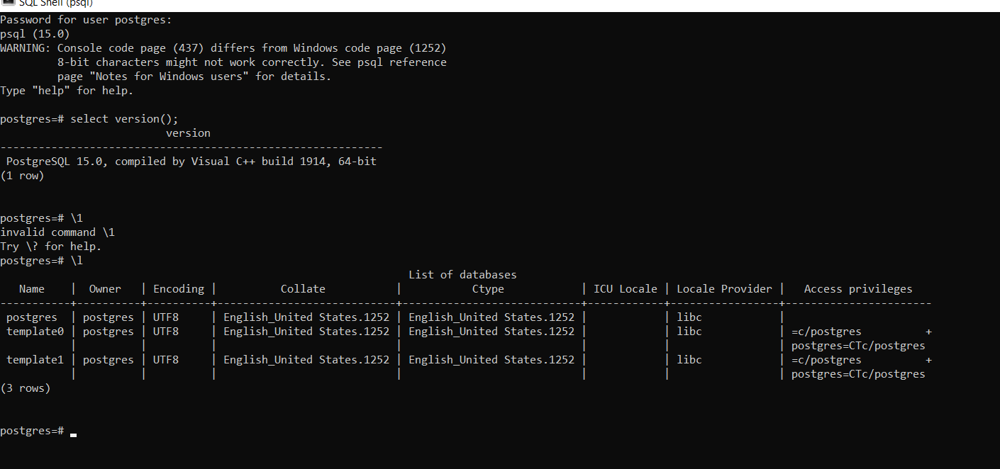 SQL Shell (psql)
Password for user postgres:
psql (15.0)
WARNING: Console code page (437) differs from Windows code page (1252)
         8-bit characters might not work correctly. See psql reference
         page "Notes for Windows users" for details.
Type "help" for help.
postgres=# select version();
                          version
------------------------------------------------------------
 PostgreSQL 15.0, compiled by Visual C++ build 1914, 64-bit
(1 row)
postgres=# \1
invalid command \1
Try \? for help.
postgres=# \l
                                                                List of databases
   Name    |  Owner   | Encoding |          Collate           |           Ctype            | ICU Locale | Locale Provider |   Access privileges
-----------+----------+----------+----------------------------+----------------------------+------------+-----------------+-----------------------
 postgres  | postgres | UTF8     | English_United States.1252 | English_United States.1252 |            | libc            |
 template0 | postgres | UTF8     | English_United States.1252 | English_United States.1252 |            | libc            | =c/postgres          +
           |          |          |                            |                            |            |                 | postgres=CTc/postgres
 template1 | postgres | UTF8     | English_United States.1252 | English_United States.1252 |            | libc            | =c/postgres          +
           |          |          |                            |                            |            |                 | postgres=CTc/postgres
(3 rows)
postgres=#